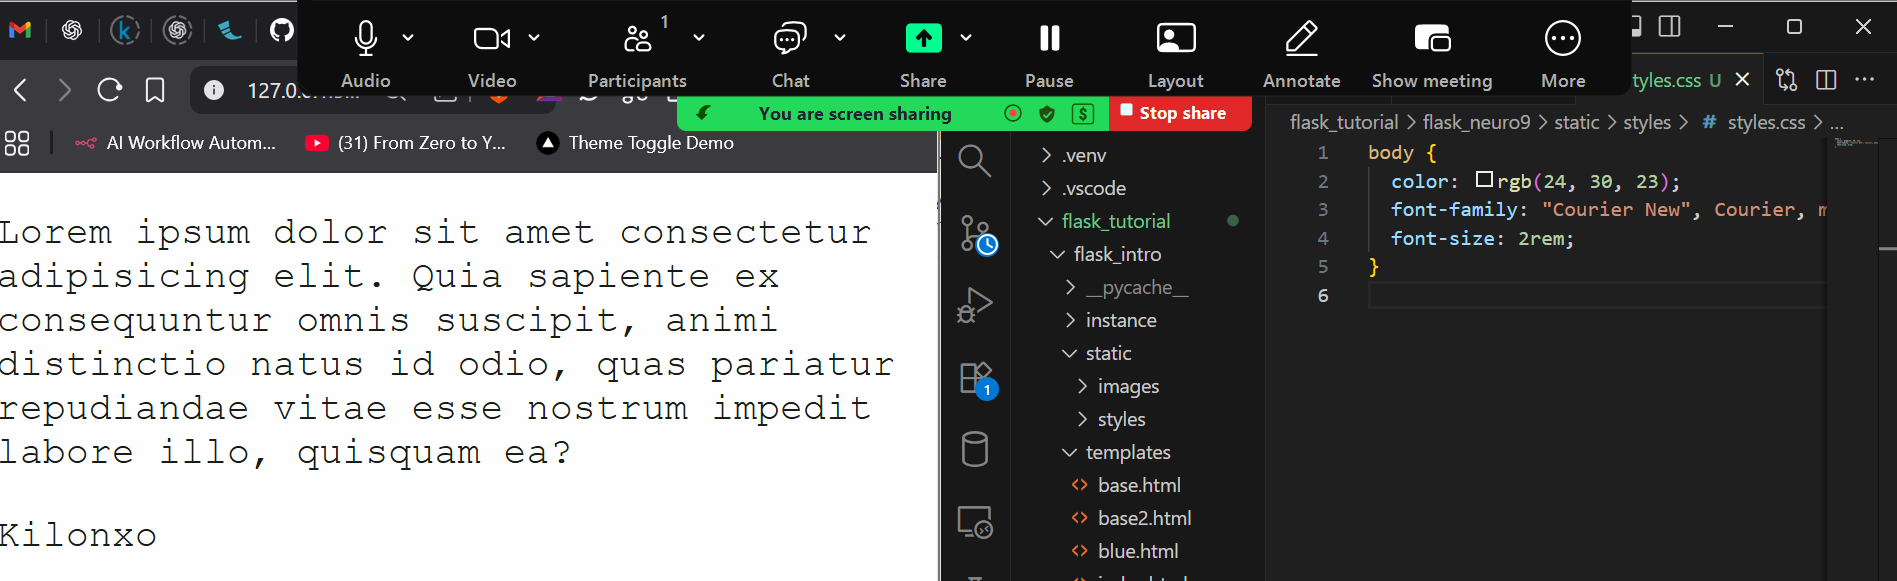 1
Audio
Video
Participants
Chat
Share
Pause
Layout
Annotate
Show meeting
More
You are screen sharing
$
Stop share
AI Workflow Autom...
(31) From Zero to Y...
Theme Toggle Demo
Lorem ipsum dolor sit amet consectetur
adipisicing elit. Quia sapiente ex
consequuntur omnis suscipit, animi
distinctio natus id odio, quas pariatur
repudiandae vitae esse nostrum impedit
labore illo, quisquam ea?
Kilonxo
1
.venv
.vscode
flask_tutorial
flask_intro
__pycache__
instance
static
images
styles
templates
base.html
base2.html
blue.html
tyles.css U
flask_tutorial > flask_neuro9 > static > styles > # styles.css > ...
1 body {
2 color: rgb(24, 30, 23);
3 font-family: "Courier New", Courier, m
4 font-size: 2rem;
5 }
6